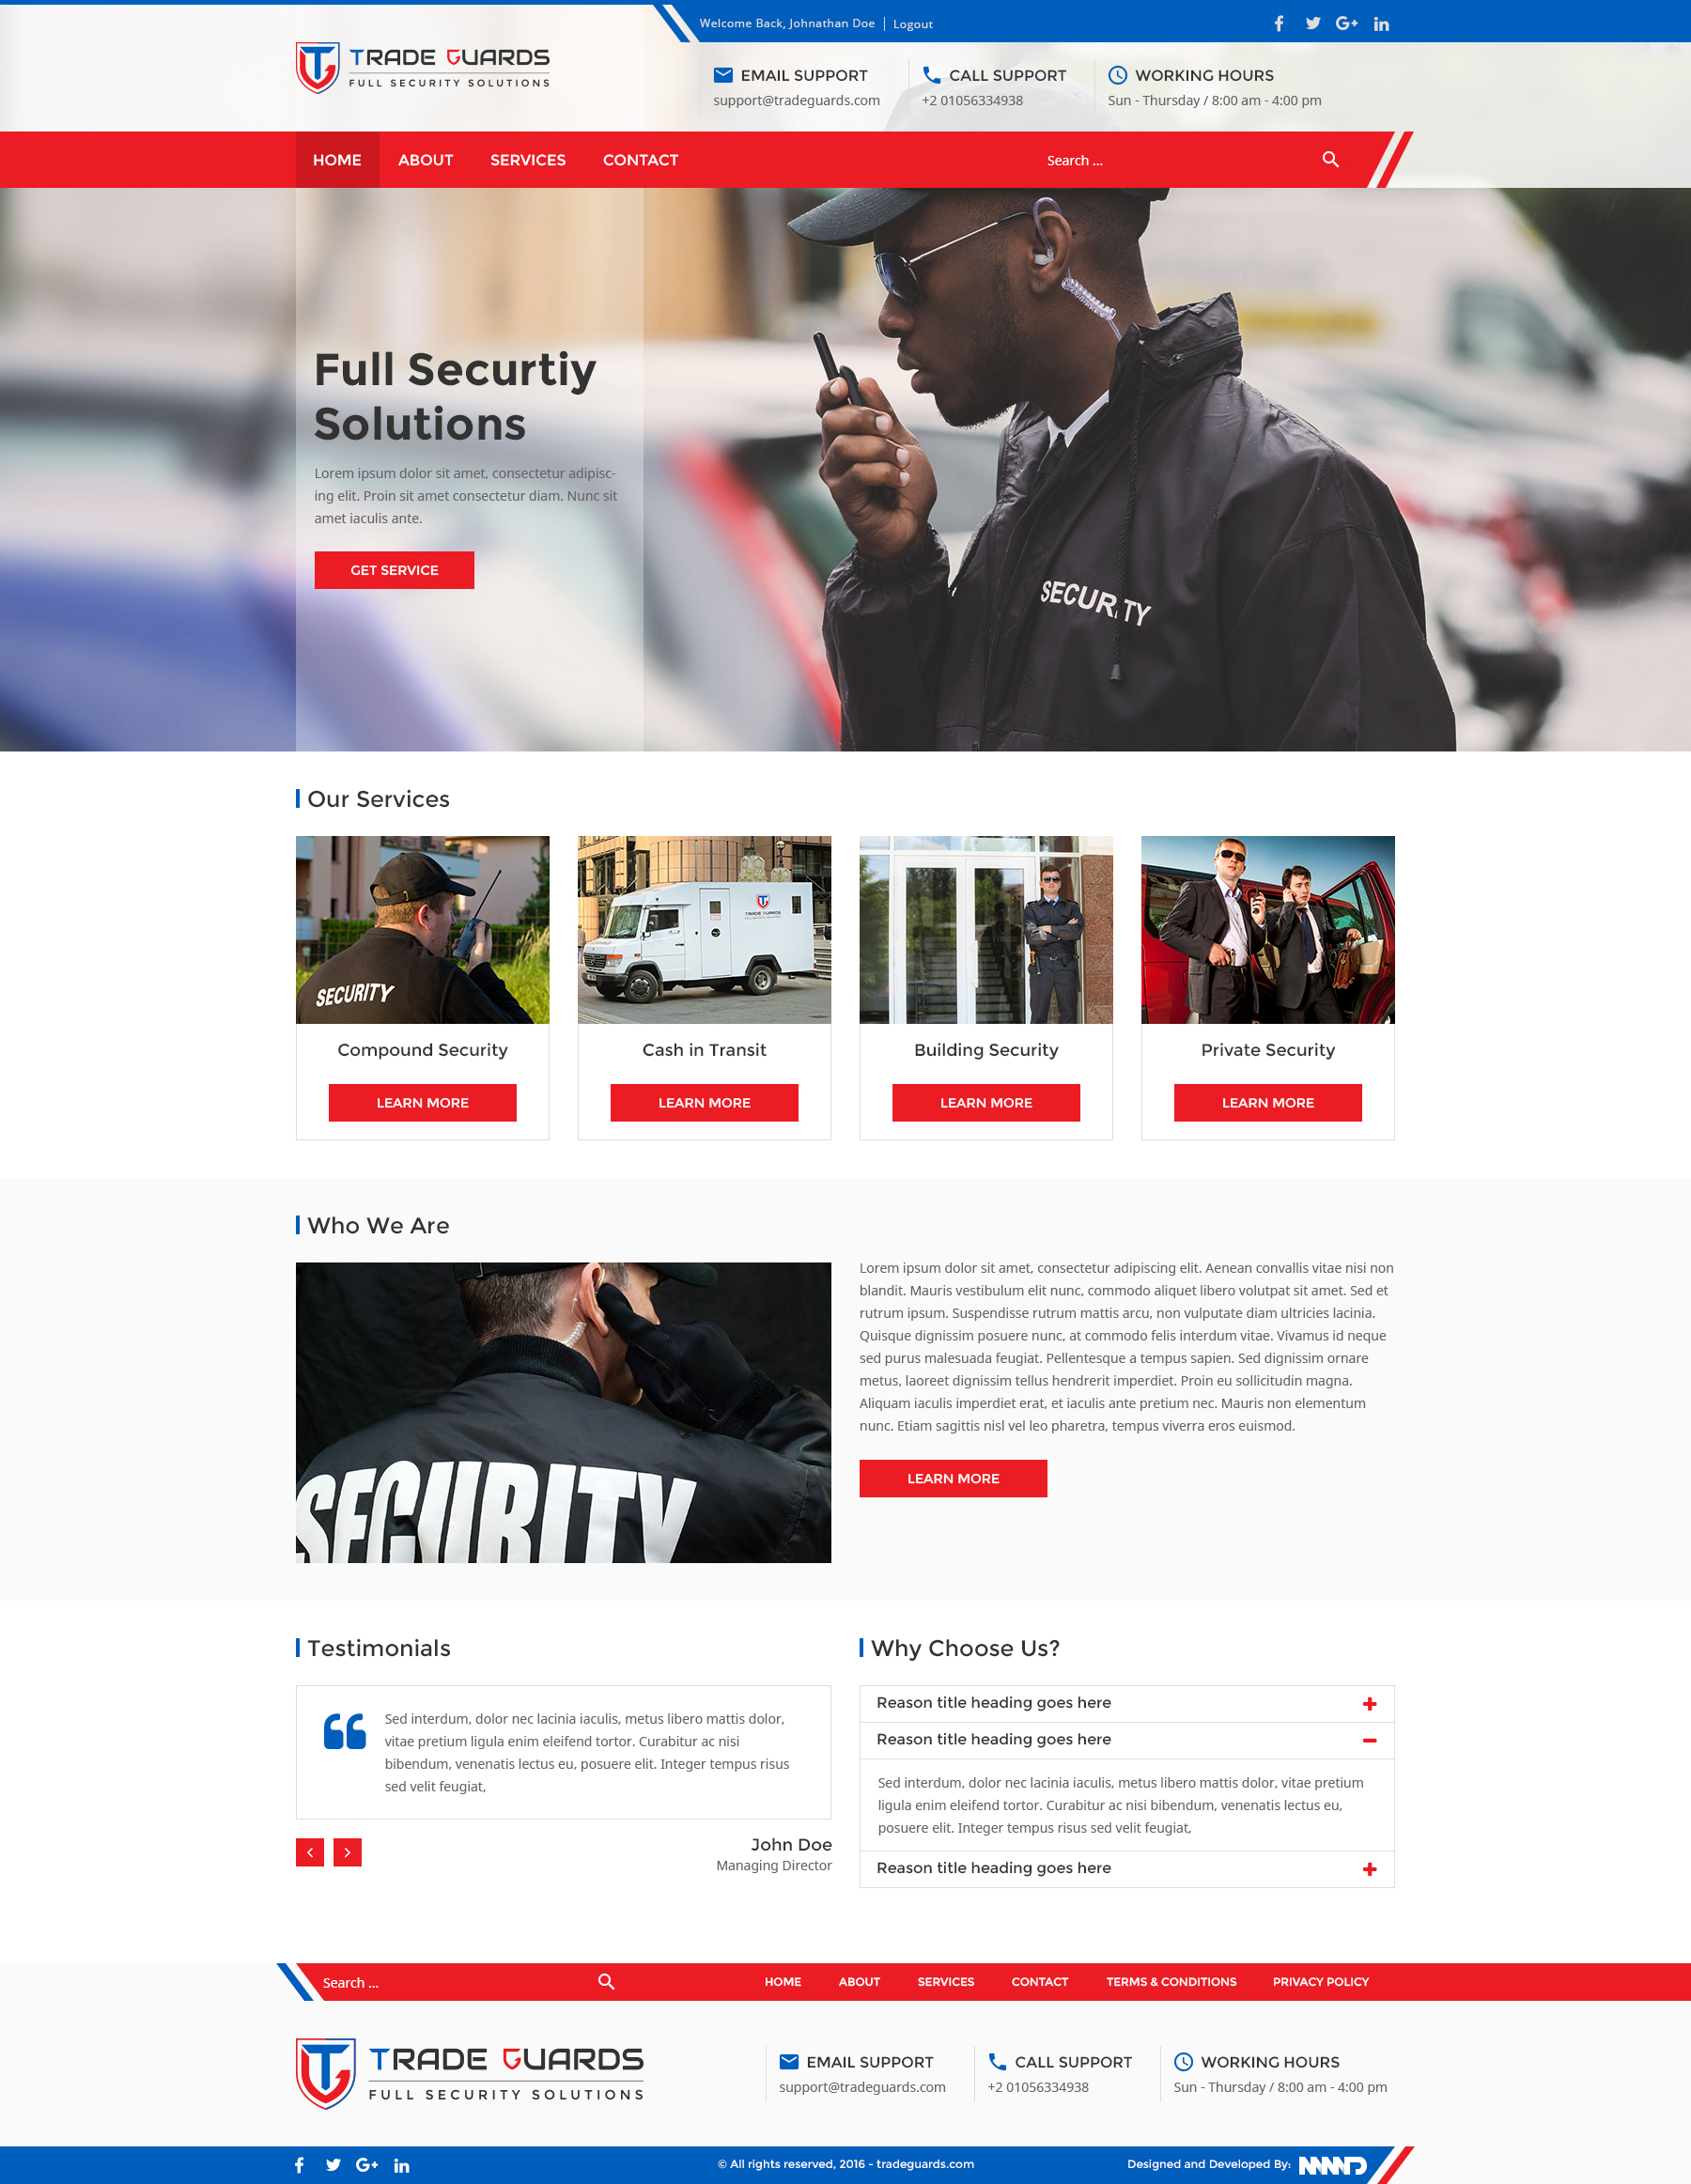 Welcome Back, Johnathan Doe | Logout
TRADE GUARDS
FULL SECURITY SOLUTIONS
EMAIL SUPPORT
support@tradeguards.com
CALL SUPPORT
+2 01056334938
WORKING HOURS
Sun - Thursday / 8:00 am - 4:00 pm
HOME ABOUT SERVICES CONTACT
Search ...
Full Securtiy
Solutions
Lorem ipsum dolor sit amet, consectetur adipisc-
ing elit. Proin sit amet consectetur diam. Nunc sit
amet iaculis ante.
GET SERVICE
SECURITY
Our Services
SECURITY
TRADE GUARDS
Compound Security
Cash in Transit
Building Security
Private Security
LEARN MORE
LEARN MORE
LEARN MORE
LEARN MORE
Who We Are
SECURITY
Lorem ipsum dolor sit amet, consectetur adipiscing elit. Aenean convallis vitae nisi non
blandit. Mauris vestibulum elit nunc, commodo aliquet libero volutpat sit amet. Sed et
rutrum ipsum. Suspendisse rutrum mattis arcu, non vulputate diam ultricies lacinia.
Quisque dignissim posuere nunc, at commodo felis interdum vitae. Vivamus id neque
sed purus malesuada feugiat. Pellentesque a tempus sapien. Sed dignissim ornare
metus, laoreet dignissim tellus hendrerit imperdiet. Proin eu sollicitudin magna.
Aliquam iaculis imperdiet erat, et iaculis ante pretium nec. Mauris non elementum
nunc. Etiam sagittis nisl vel leo pharetra, tempus viverra eros euismod.
LEARN MORE
Testimonials
Sed interdum, dolor nec lacinia iaculis, metus libero mattis dolor,
vitae pretium ligula enim eleifend tortor. Curabitur ac nisi
bibendum, venenatis lectus eu, posuere elit. Integer tempus risus
sed velit feugiat,
John Doe
Managing Director
Why Choose Us?
Reason title heading goes here
Reason title heading goes here
Sed interdum, dolor nec lacinia iaculis, metus libero mattis dolor, vitae pretium
ligula enim eleifend tortor. Curabitur ac nisi bibendum, venenatis lectus eu,
posuere elit. Integer tempus risus sed velit feugiat,
Reason title heading goes here
Search ...
HOME ABOUT SERVICES CONTACT TERMS & CONDITIONS PRIVACY POLICY
TRADE GUARDS
FULL SECURITY SOLUTIONS
EMAIL SUPPORT
support@tradeguards.com
CALL SUPPORT
+2 01056334938
WORKING HOURS
Sun - Thursday / 8:00 am - 4:00 pm
© All rights reserved, 2016 - tradeguards.com
Designed and Developed By: